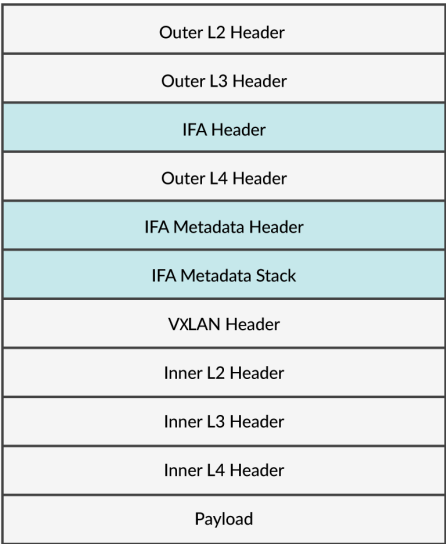 Outer L2 Header
Outer L3 Header
IFA Header
Outer L4 Header
IFA Metadata Header
IFA Metadata Stack
VXLAN Header
Inner L2 Header
Inner L3 Header
Inner L4 Header
Payload